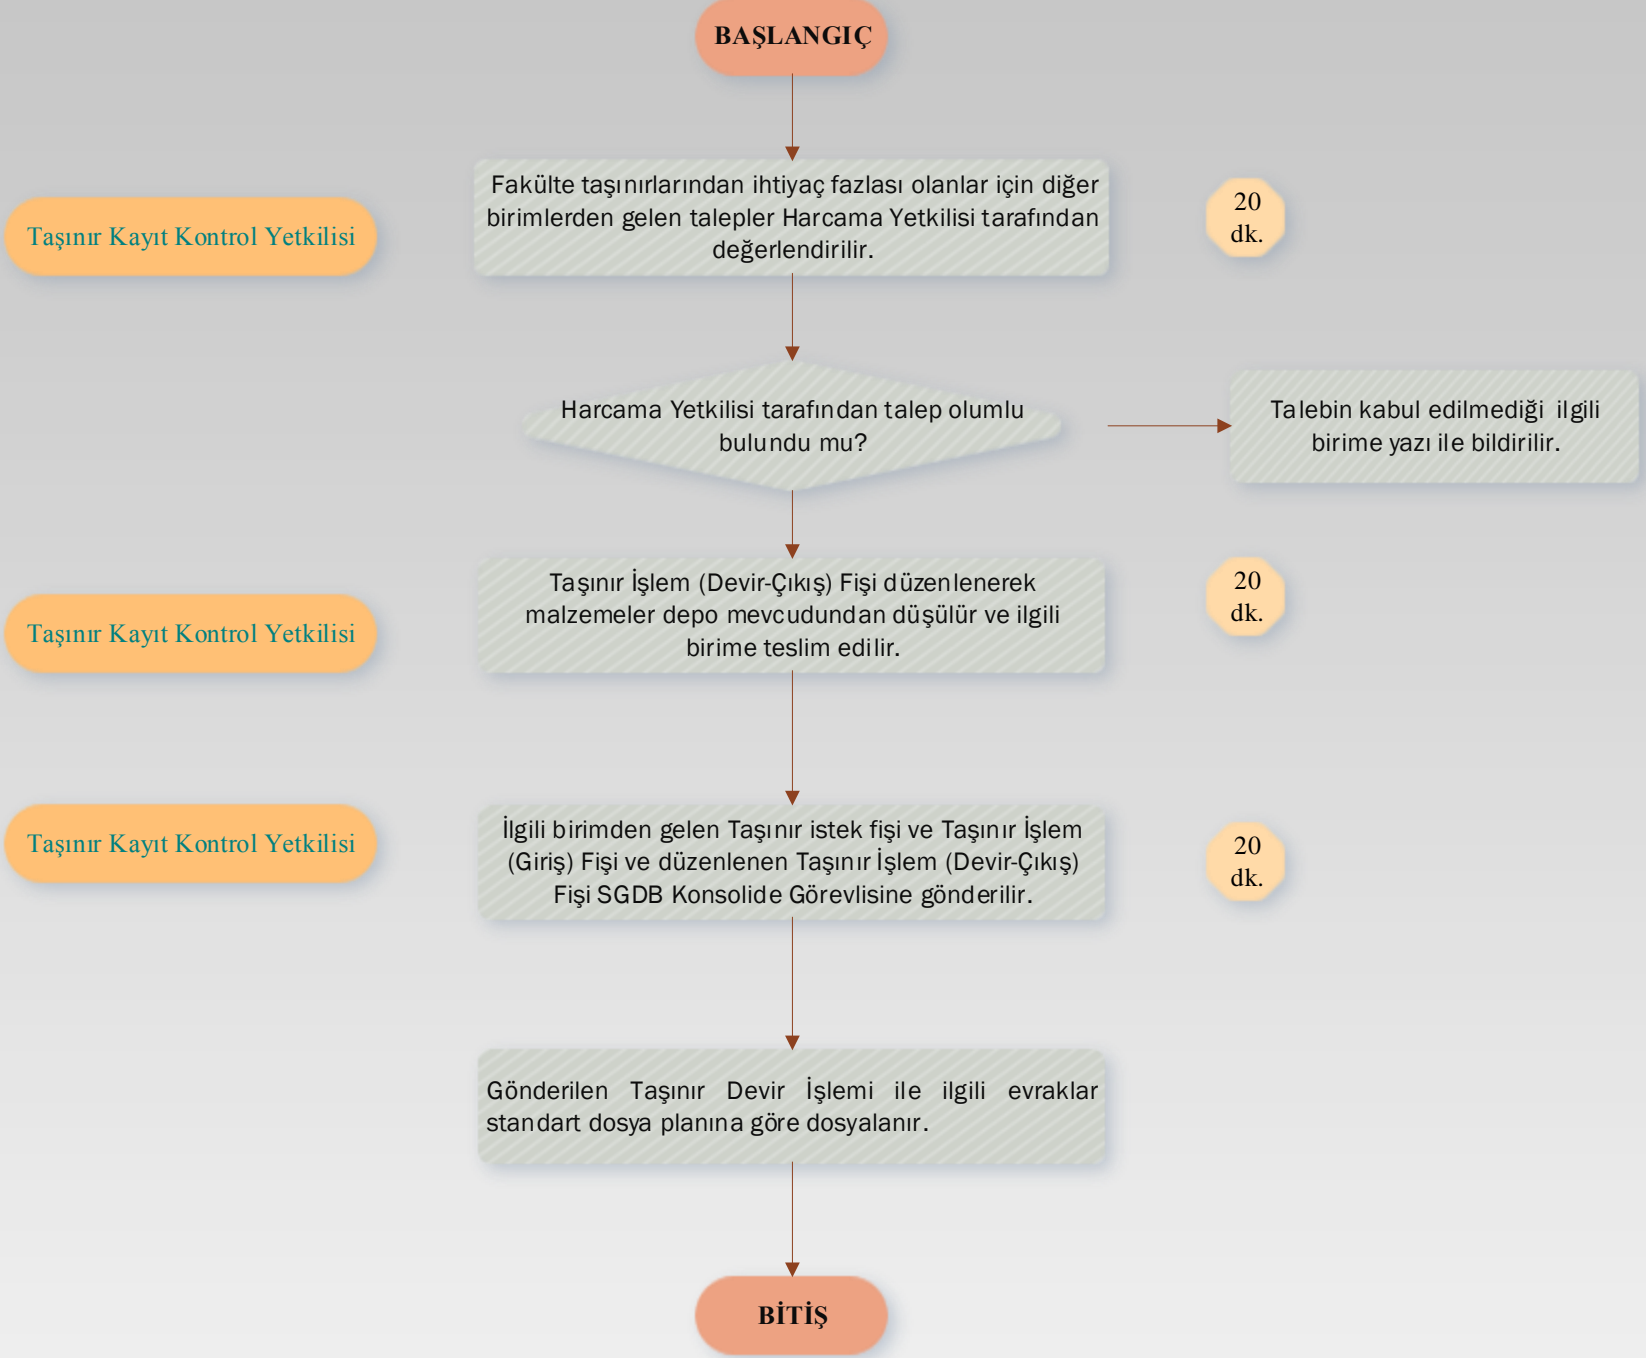 BAŞLANGIÇ
Taşınır Kayıt Kontrol Yetkilisi
Fakülte taşınırlarından ihtiyaç fazlası olanlar için diğer
birimlerden gelen talepler Harcama Yetkilisi tarafından
değerlendirilir.
20
dk.
Harcama Yetkilisi tarafından talep olumlu
bulundu mu?
Talebin kabul edilmediği ilgili
birime yazı ile bildirilir.
Taşınır Kayıt Kontrol Yetkilisi
Taşınır İşlem (Devir-Çıkış) Fişi düzenlenerek
malzemeler depo mevcudundan düşülür ve ilgili
birime teslim edilir.
20
dk.
Taşınır Kayıt Kontrol Yetkilisi
İlgili birimden gelen Taşınır istek fişi ve Taşınır İşlem
(Giriş) Fişi ve düzenlenen Taşınır İşlem (Devir-Çıkış)
Fişi SGDB Konsolide Görevlisine gönderilir.
20
dk.
Gönderilen Taşınır Devir İşlemi ile ilgili evraklar
standart dosya planına göre dosyalanır.
BİTİŞ